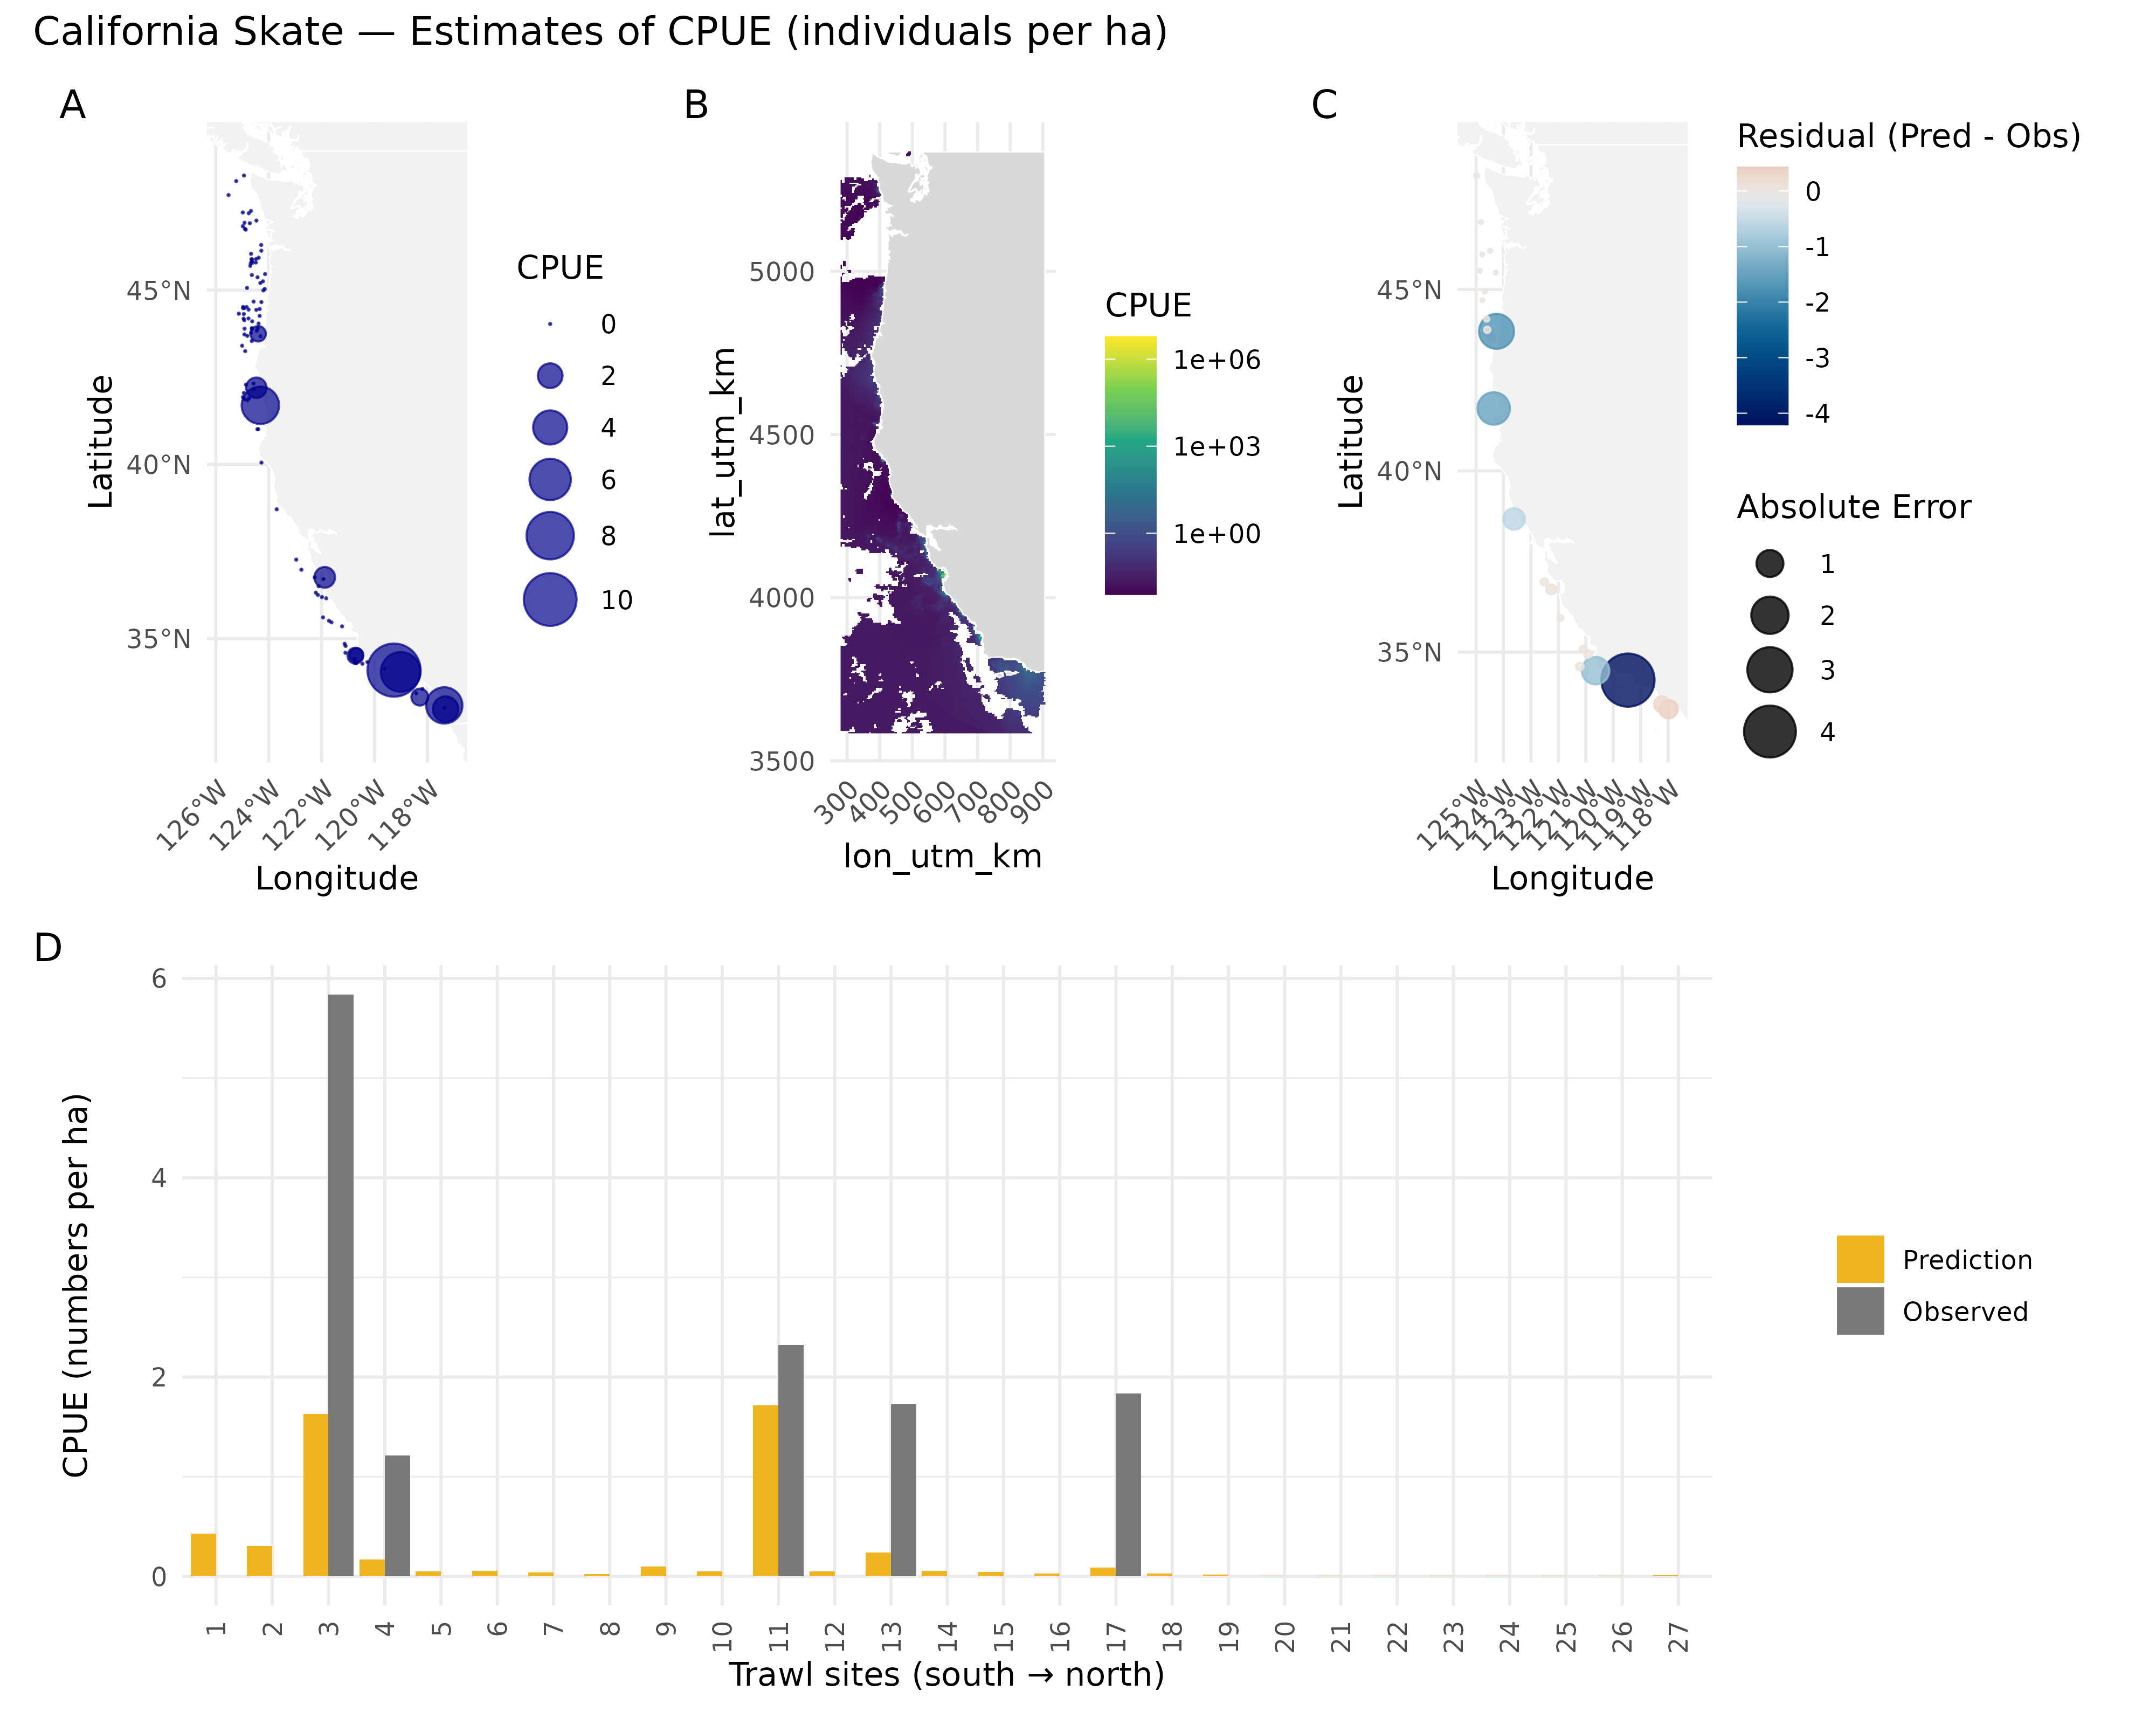 California Skate — Estimates of CPUE (individuals per ha)
A
Latitude
45°N
40°N
35°N
126°W
124°W
122°W
120°W
118°W
Longitude
CPUE
0
2
4
6
8
10
B
lat_utm_km
5000
4500
4000
3500
300
400
500
600
700
800
900
lon_utm_km
CPUE
1e+06
1e+03
1e+00
C
Latitude
45°N
40°N
35°N
125°W
124°W
123°W
122°W
121°W
120°W
119°W
118°W
Longitude
Residual (Pred - Obs)
0
-1
-2
-3
-4
Absolute Error
1
2
3
4
D
CPUE (numbers per ha)
6
4
2
0
1
2
3
4
5
6
7
8
9
10
11
12
13
14
15
16
17
18
19
20
21
22
23
24
25
26
27
Trawl sites (south → north)
Prediction
Observed